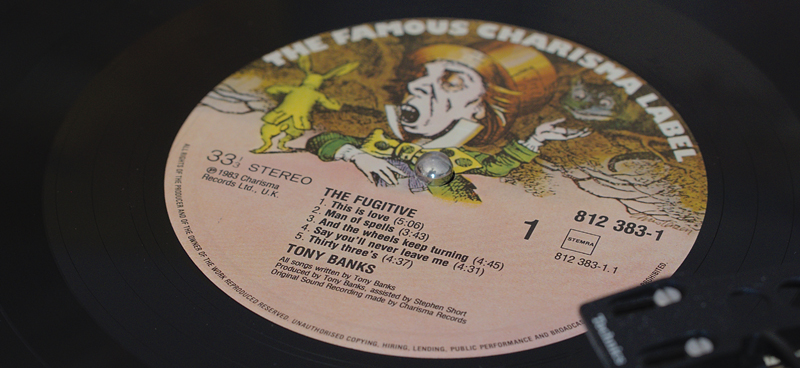 THE FAMOUS CHARISMA LABEL
33 1/3 STEREO
℗ 1983 Charisma
Records Ltd., U.K.
THE FUGITIVE
1. This is love (5:06)
2. Man of spells (3:43)
3. And the wheels keep turning (4:45)
4. Say you'll never leave me (4:31)
5. Thirty three's (4:37)
TONY BANKS
All songs written by Tony Banks
Produced by Tony Banks, assisted by Stephen Short
Original Sound Recording made by Charisma Records
1
812 383-1
STEMRA
812 383-1.1
ALL RIGHTS OF THE PRODUCER AND OF THE OWNER OF THE WORK REPRODUCED RESERVED. UNAUTHORISED COPYING, HIRING, LENDING, PUBLIC PERFORMANCE AND BROADCAS